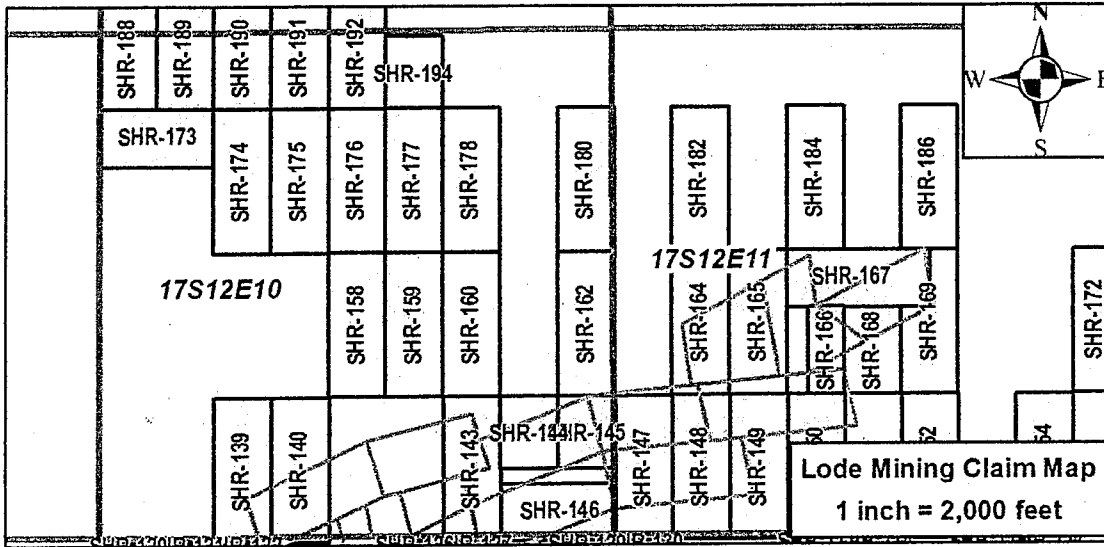 N
W
E
S
SHR-188
SHR-189
SHR-190
SHR-191
SHR-192
SHR-194
SHR-173
SHR-174
SHR-175
SHR-176
SHR-177
SHR-178
SHR-180
SHR-182
SHR-184
SHR-186
17S12E10
17S12E11
SHR-158
SHR-159
SHR-160
SHR-162
SHR-164
SHR-165
SHR-167
SHR-166
SHR-168
SHR-169
SHR-172
SHR-139
SHR-140
SHR-143
SHR-146
SHR-147
SHR-148
SHR-149
Lode Mining Claim Map
1 inch = 2,000 feet